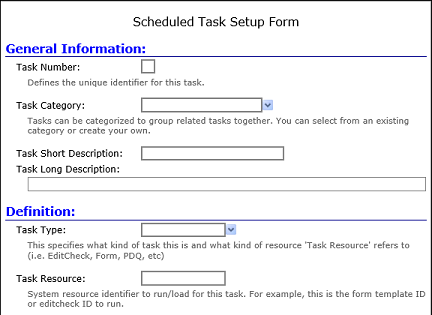 Scheduled Task Setup Form
General Information:
Task Number:
Defines the unique identifier for this task.
Task Category:
Tasks can be categorized to group related tasks together. You can select from an existing
category or create your own.
Task Short Description:
Task Long Description:
Definition:
Task Type:
This specifies what kind of task this is and what kind of resource 'Task Resource' refers to
(i.e. EditCheck, Form, PDQ, etc)
Task Resource:
System resource identifier to run/load for this task. For example, this is the form template ID
or editcheck ID to run.